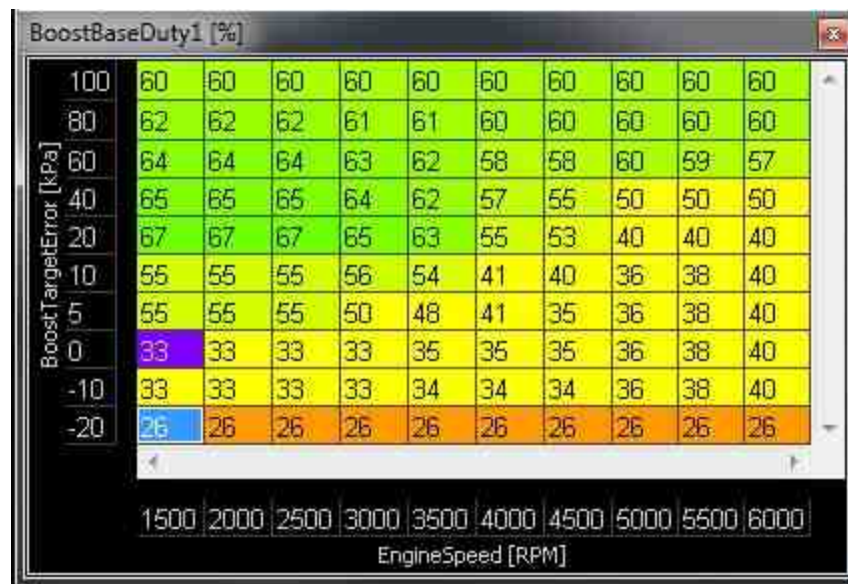 BoostBaseDuty1 [%]
BoostTargetError [kPa]
100 60 60 60 60 60 60 60 60 60 60
80 62 62 62 61 61 60 60 60 60 60
60 64 64 64 63 62 58 58 60 59 57
40 65 65 65 64 62 57 55 50 50 50
20 67 67 67 65 63 55 53 40 40 40
10 55 55 55 56 54 41 40 36 38 40
5 55 55 55 50 48 41 35 36 38 40
0 33 33 33 33 35 35 35 36 38 40
-10 33 33 33 33 34 34 34 36 38 40
-20 26 26 26 26 26 26 26 26 26 26
1500 2000 2500 3000 3500 4000 4500 5000 5500 6000
EngineSpeed [RPM]